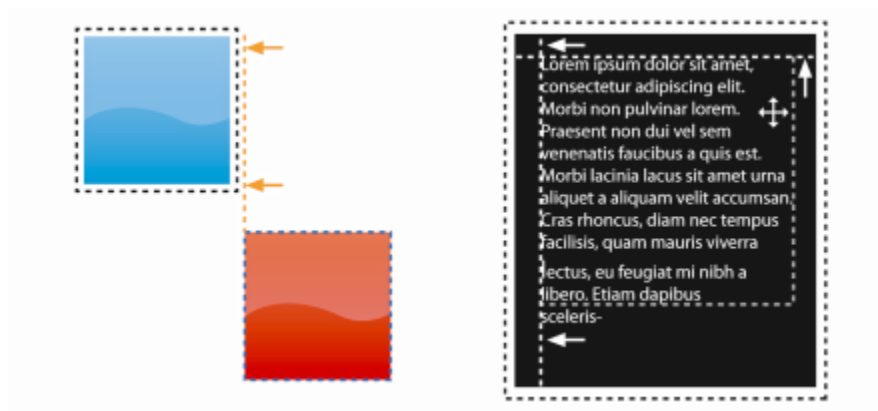 Lorem ipsum dolor sit amet,
consectetur adipiscing elit.
Morbi non pulvinar lorem.
Praesent non dui vel sem
venenatis faucibus a quis est.
Morbi lacinia lacus sit amet urna
aliquet a aliquam velit accumsan.
Cras rhoncus, diam nec tempus
facilisis, quam mauris viverra
lectus, eu feugiat mi nibh a
libero. Etiam dapibus
sceleris-